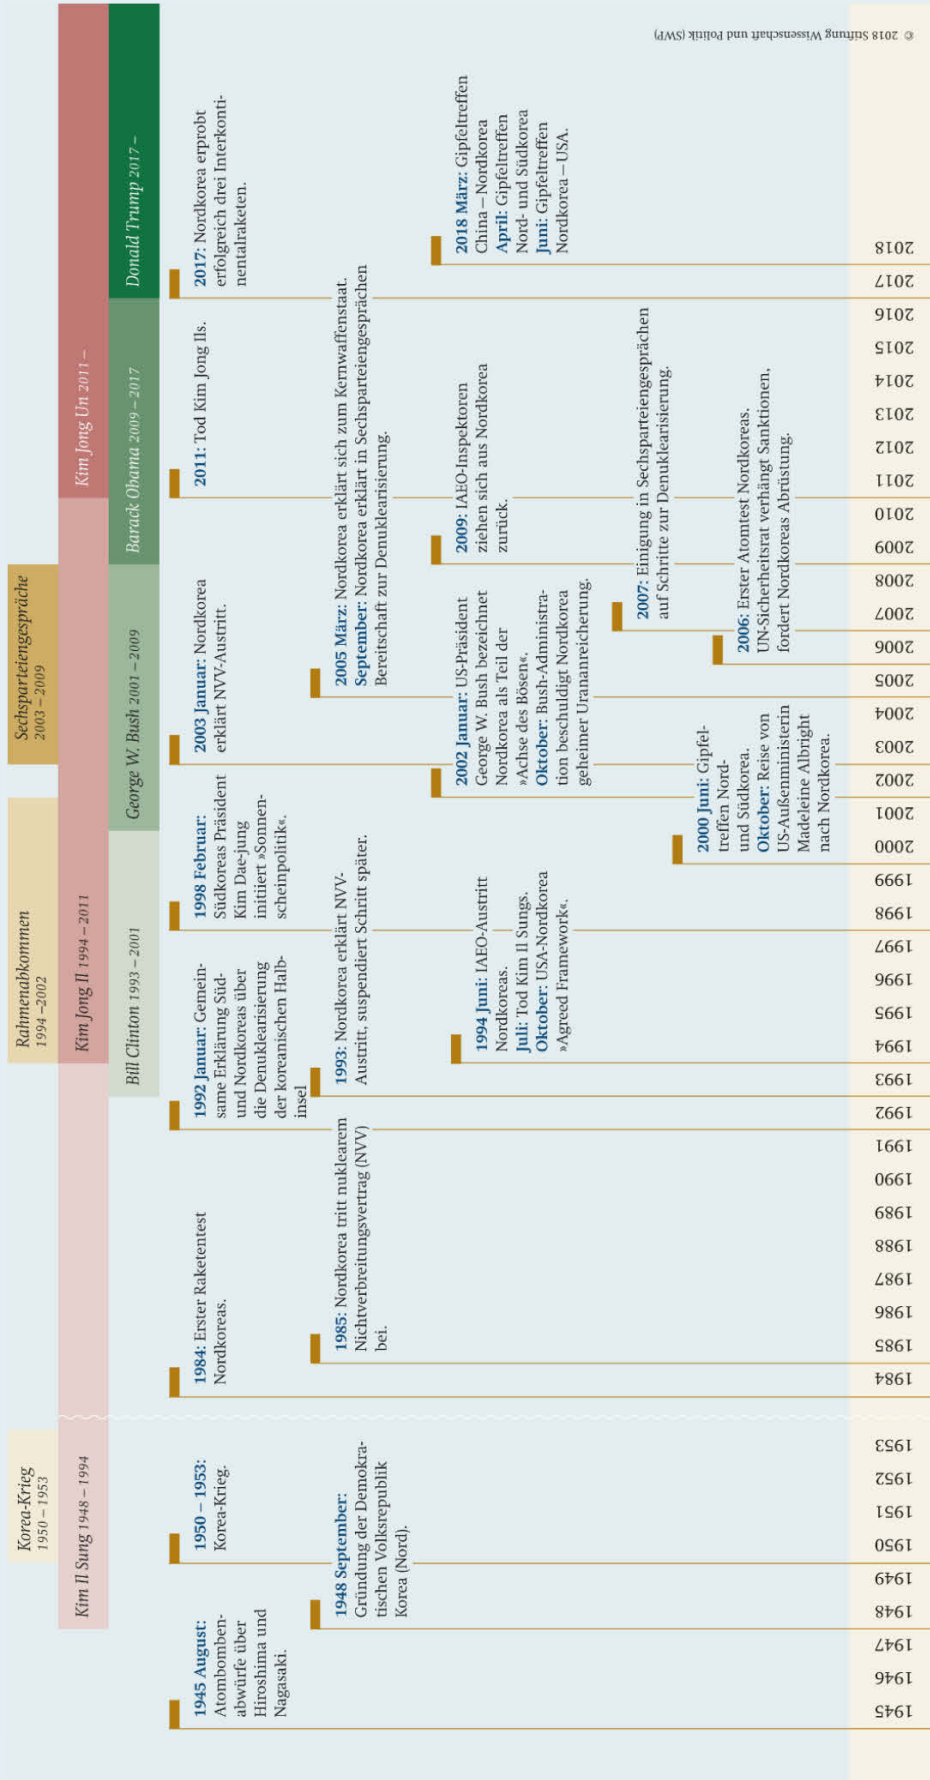 Korea-Krieg
1950 – 1953
Rahmenabkommen
1994 –2002
Sechsparteiengespräche
2003 – 2009
Kim Il Sung 1948 – 1994
Kim Jong Il 1994 – 2011
Kim Jong Un 2011 –
Bill Clinton 1993 – 2001
George W. Bush 2001 – 2009
Barack Obama 2009 – 2017
Donald Trump 2017 –
1945 August:
Atombomben-
abwürfe über
Hiroshima und
Nagasaki.
1950 – 1953:
Korea-Krieg.
1984: Erster Raketentest
Nordkoreas.
1992 Januar: Gemein-
same Erklärung Süd-
und Nordkoreas über
die Denuklearisierung
der koreanischen Halb-
insel
1998 Februar:
Südkoreas Präsident
Kim Dae-jung
initiiert »Sonnen-
scheinpolitik«.
2003 Januar: Nordkorea
erklärt NVV-Austritt.
2011: Tod Kim Jong Ils.
2017: Nordkorea erprobt
erfolgreich drei Interkonti-
nentalraketen.
1948 September:
Gründung der Demokra-
tischen Volksrepublik
Korea (Nord).
1985: Nordkorea tritt nuklearem
Nichtverbreitungsvertrag (NVV)
bei.
1993: Nordkorea erklärt NVV-
Austritt, suspendiert Schritt später.
2005 März: Nordkorea erklärt sich zum Kernwaffenstaat.
September: Nordkorea erklärt in Sechsparteiengesprächen
Bereitschaft zur Denuklearisierung.
1994 Juni: IAEO-Austritt
Nordkoreas.
Juli: Tod Kim Il Sungs.
Oktober: USA-Nordkorea
»Agreed Framework«.
2002 Januar: US-Präsident
George W. Bush bezeichnet
Nordkorea als Teil der
»Achse des Bösen«.
Oktober: Bush-Administra-
tion beschuldigt Nordkorea
geheimer Urananreicherung.
2009: IAEO-Inspektoren
ziehen sich aus Nordkorea
zurück.
2018 März: Gipfeltreffen
China – Nordkorea
April: Gipfeltreffen
Nord- und Südkorea
Juni: Gipfeltreffen
Nordkorea – USA.
2007: Einigung in Sechsparteiengesprächen
auf Schritte zur Denuklearisierung.
2000 Juni: Gipfel-
treffen Nord-
und Südkorea.
Oktober: Reise von
US-Außenministerin
Madeleine Albright
nach Nordkorea.
2006: Erster Atomtest Nordkoreas.
UN-Sicherheitsrat verhängt Sanktionen,
fordert Nordkoreas Abrüstung.
1945
1946
1947
1948
1949
1950
1951
1952
1953
1984
1985
1986
1987
1988
1989
1990
1991
1992
1993
1994
1995
1996
1997
1998
1999
2000
2001
2002
2003
2004
2005
2006
2007
2008
2009
2010
2011
2012
2013
2014
2015
2016
2017
2018
© 2018 Stiftung Wissenschaft und Politik (SWP)